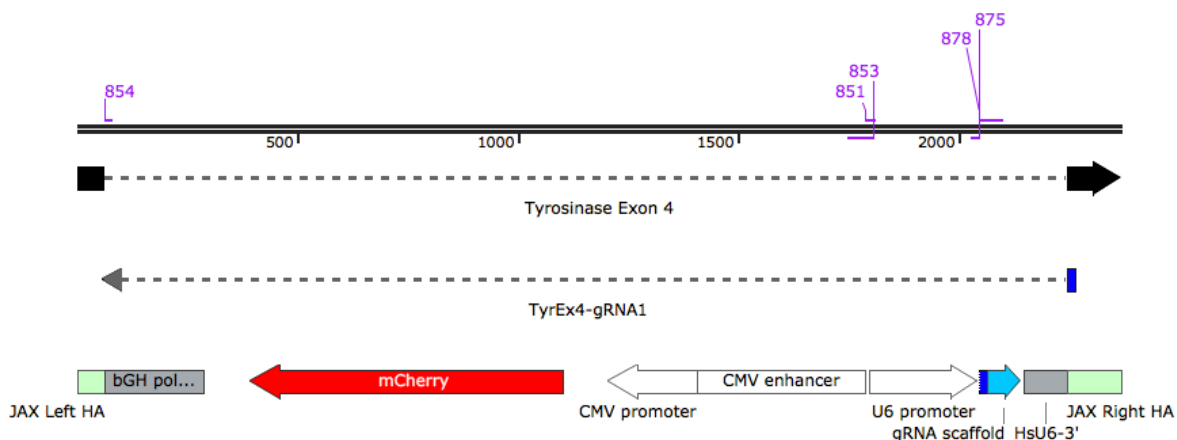 875
878
853
854
851
500
1000
1500
2000
Tyrosinase Exon 4
TyrEx4-gRNA1
bGH pol...
mCherry
CMV enhancer
JAX Left HA
CMV promoter
U6 promoter
JAX Right HA
gRNA scaffold
HsU6-3'